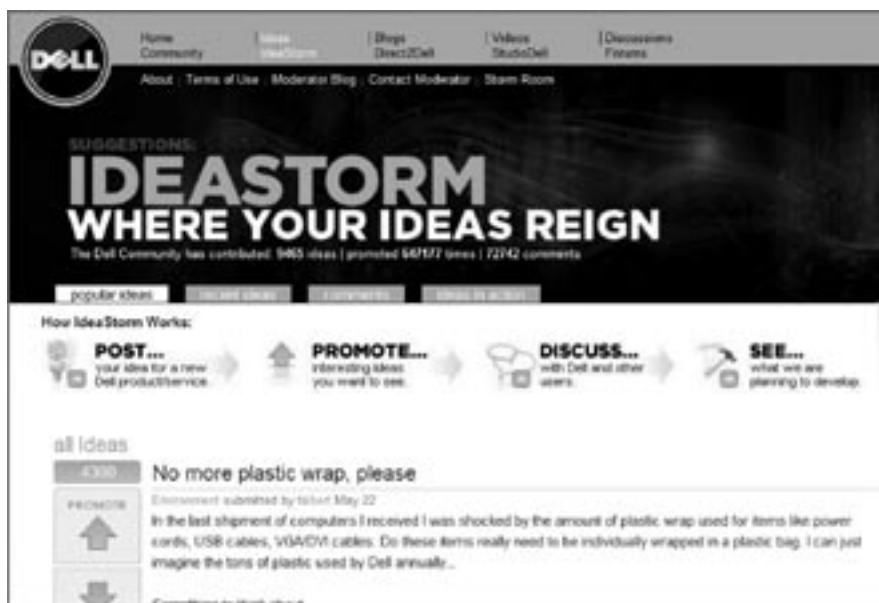 DELL
Home | Ideas | Blogs | Videos | Discussions
Community IdeaStorm Direct2Dell StudioDell Forums
About | Terms of Use | Moderator Blog | Contact Moderator | Storm Room
SUGGESTIONS:
IDEASTORM
WHERE YOUR IDEAS REIGN
The Dell Community has contributed: 9465 ideas | promoted 647177 times | 72742 comments
popular ideas recent ideas comments ideas in action
How IdeaStorm Works:
POST... PROMOTE... DISCUSS... SEE...
your idea for a new interesting ideas with Dell and other what we are
Dell product/service. you want to see. users. planning to develop.
all Ideas
No more plastic wrap, please
PROMOTE
Environment submitted by May 22
In the last shipment of computers I received I was shocked by the amount of plastic wrap used for items like power
cords, USB cables, VGA/DVI cables. Do these items really need to be individually wrapped in a plastic bag. I can just
imagine the tons of plastic used by Dell annually...
Something to think about